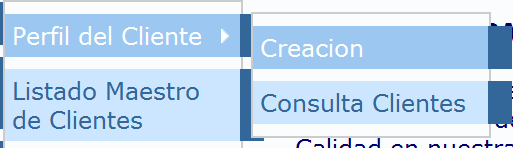 Perfil del Cliente
Creacion
Listado Maestro
de Clientes
Consulta Clientes
Calidad en nuestra